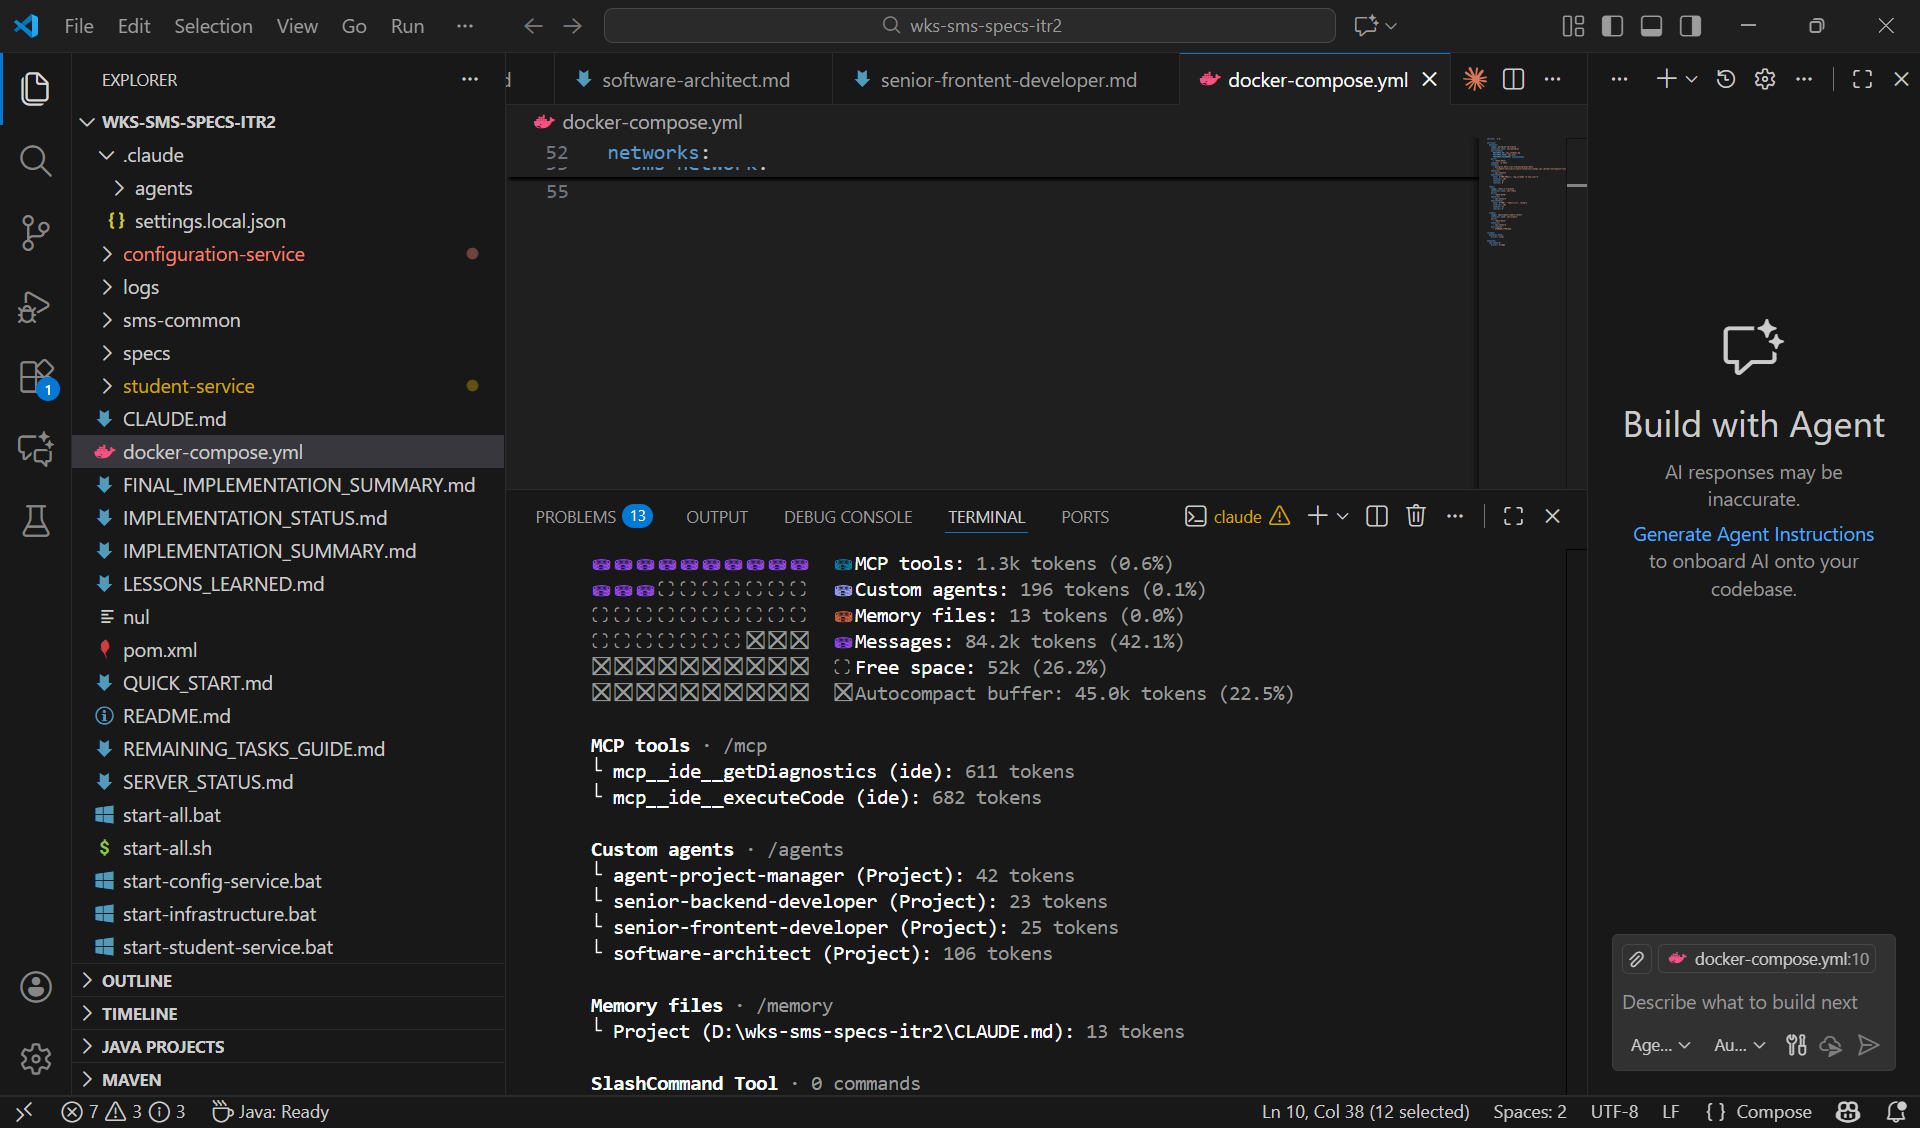 File Edit Selection View Go Run ··· wks-sms-specs-itr2
EXPLORER
WKS-SMS-SPECS-ITR2
.claude
agents
{} settings.local.json
configuration-service
logs
sms-common
specs
student-service
CLAUDE.md
docker-compose.yml
FINAL_IMPLEMENTATION_SUMMARY.md
IMPLEMENTATION_STATUS.md
IMPLEMENTATION_SUMMARY.md
LESSONS_LEARNED.md
nul
pom.xml
QUICK_START.md
README.md
REMAINING_TASKS_GUIDE.md
SERVER_STATUS.md
start-all.bat
$ start-all.sh
start-config-service.bat
start-infrastructure.bat
start-student-service.bat
OUTLINE
TIMELINE
JAVA PROJECTS
MAVEN
1
software-architect.md senior-frontent-developer.md docker-compose.yml
docker-compose.yml
52 networks:
55
PROBLEMS 13 OUTPUT DEBUG CONSOLE TERMINAL PORTS claude
MCP tools: 1.3k tokens (0.6%)
Custom agents: 196 tokens (0.1%)
Memory files: 13 tokens (0.0%)
Messages: 84.2k tokens (42.1%)
Free space: 52k (26.2%)
Autocompact buffer: 45.0k tokens (22.5%)
MCP tools · /mcp
└ mcp__ide__getDiagnostics (ide): 611 tokens
└ mcp__ide__executeCode (ide): 682 tokens
Custom agents · /agents
└ agent-project-manager (Project): 42 tokens
└ senior-backend-developer (Project): 23 tokens
└ senior-frontent-developer (Project): 25 tokens
└ software-architect (Project): 106 tokens
Memory files · /memory
└ Project (D:\wks-sms-specs-itr2\CLAUDE.md): 13 tokens
SlashCommand Tool · 0 commands
Build with Agent
AI responses may be
inaccurate.
Generate Agent Instructions
to onboard AI onto your
codebase.
docker-compose.yml:10
Describe what to build next
Age... Au...
7 3 3 Java: Ready Ln 10, Col 38 (12 selected) Spaces: 2 UTF-8 LF {} Compose